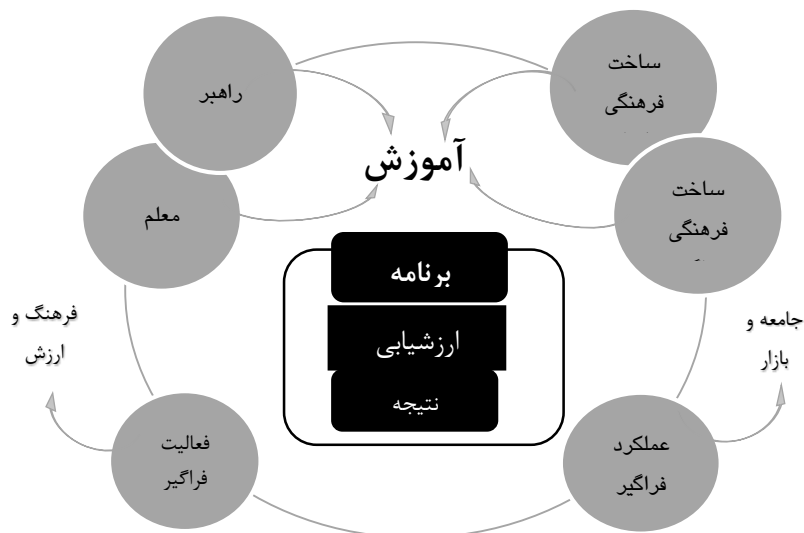 ساخت
فرهنگی
راهبر
آموزش
ساخت
فرهنگی
معلم
برنامه
ارزشیابی
نتیجه
جامعه و
بازار
فرهنگ و
ارزش
عملکرد
فراگیر
فعالیت
فراگیر